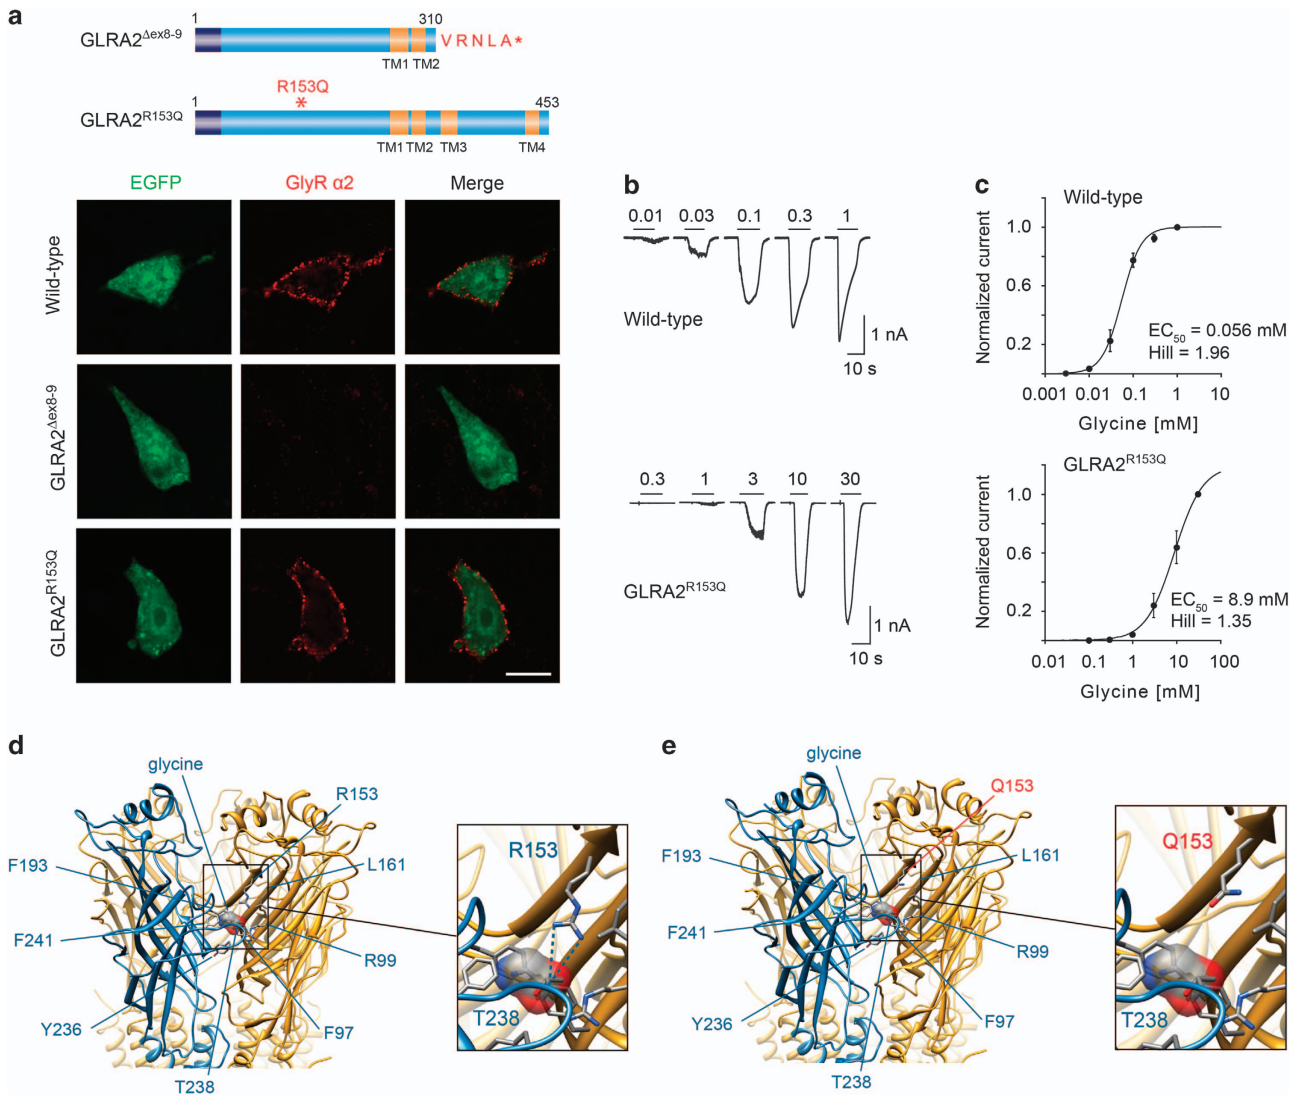 a
1 310
GLRA2Δex8-9 VRNLA*
TM1 TM2
R153Q
*
1 453
GLRA2R153Q
TM1 TM2 TM3 TM4
EGFP GlyR α2 Merge
Wild-type
GLRA2Δex8-9
GLRA2R153Q
b
0.01 0.03 0.1 0.3 1
Wild-type
1 nA
10 s
0.3 1 3 10 30
GLRA2R153Q
1 nA
10 s
c
Wild-type
Normalized current
1.0
0.6
0.2
EC50 = 0.056 mM
Hill = 1.96
0.001 0.01 0.1 1 10
Glycine [mM]
GLRA2R153Q
Normalized current
1.0
0.6
0.2
EC50 = 8.9 mM
Hill = 1.35
0.01 0.1 1 10 100
Glycine [mM]
d
glycine
R153
F193
L161
F241
R99
Y236
F97
T238
R153
T238
e
glycine
Q153
F193
L161
F241
R99
Y236
F97
T238
Q153
T238